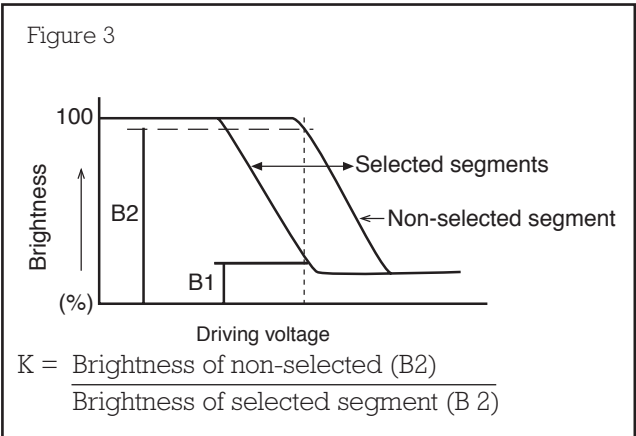 Figure 3
100
Selected segments
B2
Non-selected segment
Brightness
B1
(%)
Driving voltage
K = Brightness of non-selected (B2)
Brightness of selected segment (B 2)